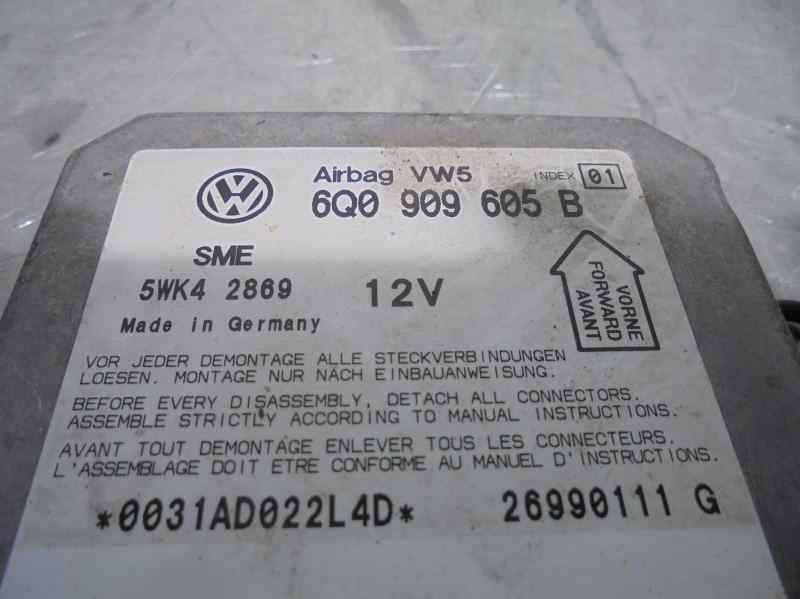 Airbag VW5 INDEX 01
6Q0 909 605 B
SME
5WK4 2869 12V
Made in Germany
VORNE
FORWARD
AVANT
VOR JEDER DEMONTAGE ALLE STECKVERBINDUNGEN
LOESEN. MONTAGE NUR NACH EINBAUANWEISUNG.
BEFORE EVERY DISASSEMBLY, DETACH ALL CONNECTORS.
ASSEMBLE STRICTLY ACCORDING TO MANUAL INSTRUCTIONS.
AVANT TOUT DEMONTAGE ENLEVER TOUS LES CONNECTEURS.
L'ASSEMBLAGE DOIT ETRE CONFORME AU MANUEL D'INSTRUCTIONS.
*0031AD022L4D* 26990111 G